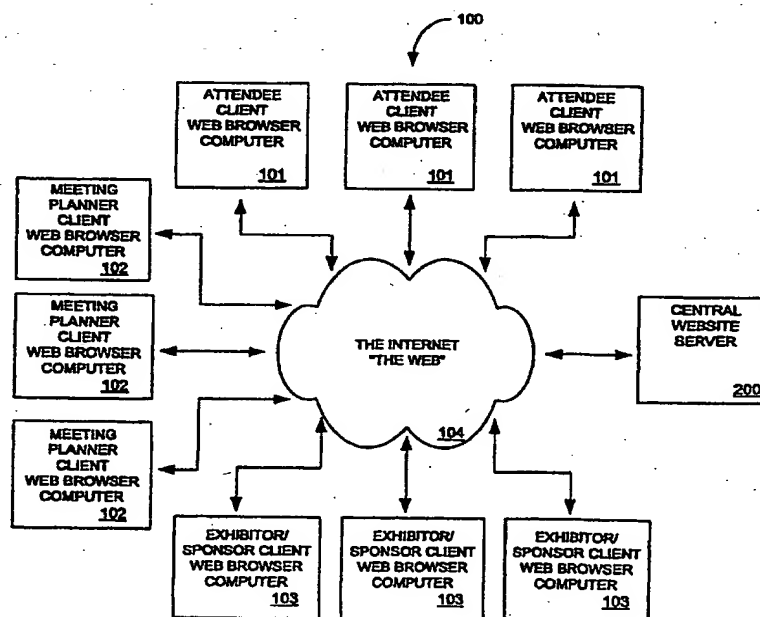 100
ATTENDEE
CLIENT
WEB BROWSER
COMPUTER
101
ATTENDEE
CLIENT
WEB BROWSER
COMPUTER
101
ATTENDEE
CLIENT
WEB BROWSER
COMPUTER
101
MEETING
PLANNER
CLIENT
WEB BROWSER
COMPUTER
102
MEETING
PLANNER
CLIENT
WEB BROWSER
COMPUTER
102
MEETING
PLANNER
CLIENT
WEB BROWSER
COMPUTER
102
THE INTERNET
"THE WEB"
104
CENTRAL
WEBSITE
SERVER
200
EXHIBITOR/
SPONSOR CLIENT
WEB BROWSER
COMPUTER
103
EXHIBITOR/
SPONSOR CLIENT
WEB BROWSER
COMPUTER
103
EXHIBITOR/
SPONSOR CLIENT
WEB BROWSER
COMPUTER
103